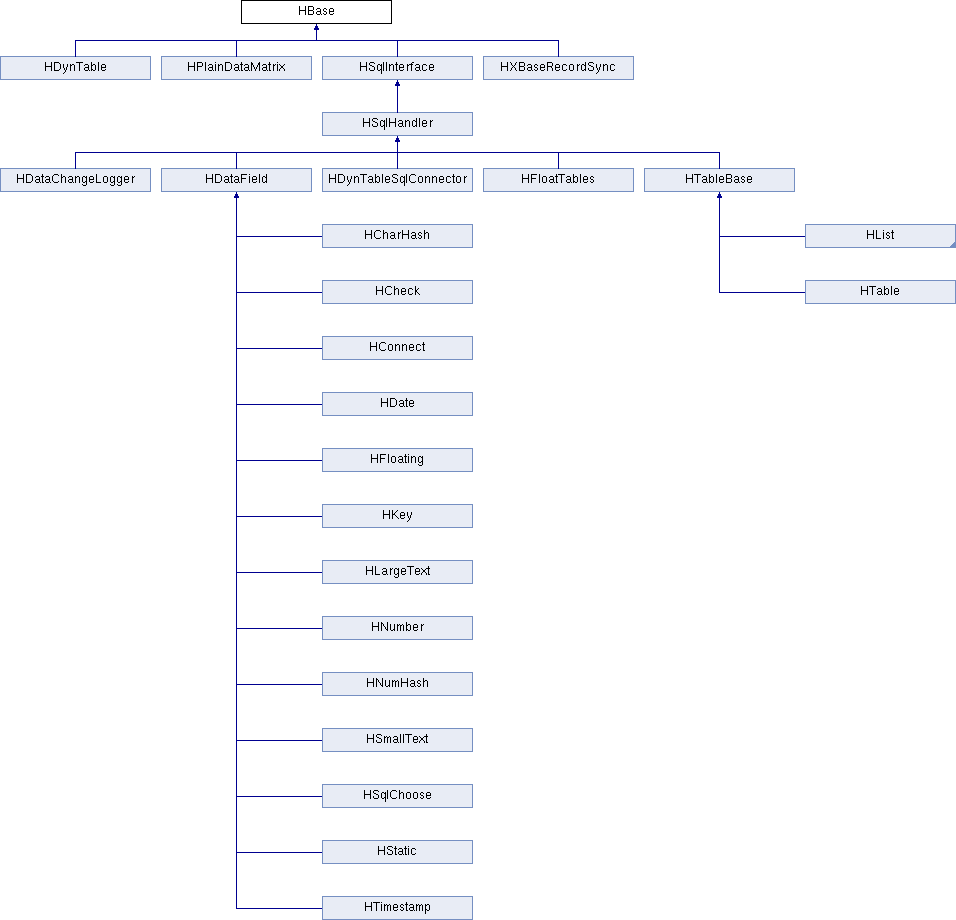 HBase
HDynTable
HPlainDataMatrix
HSqlInterface
HXBaseRecordSync
HSqlHandler
HDataChangeLogger
HDataField
HDynTableSqlConnector
HFloatTables
HTableBase
HCharHash
HList
HCheck
HTable
HConnect
HDate
HFloating
HKey
HLargeText
HNumber
HNumHash
HSmallText
HSqlChoose
HStatic
HTimestamp